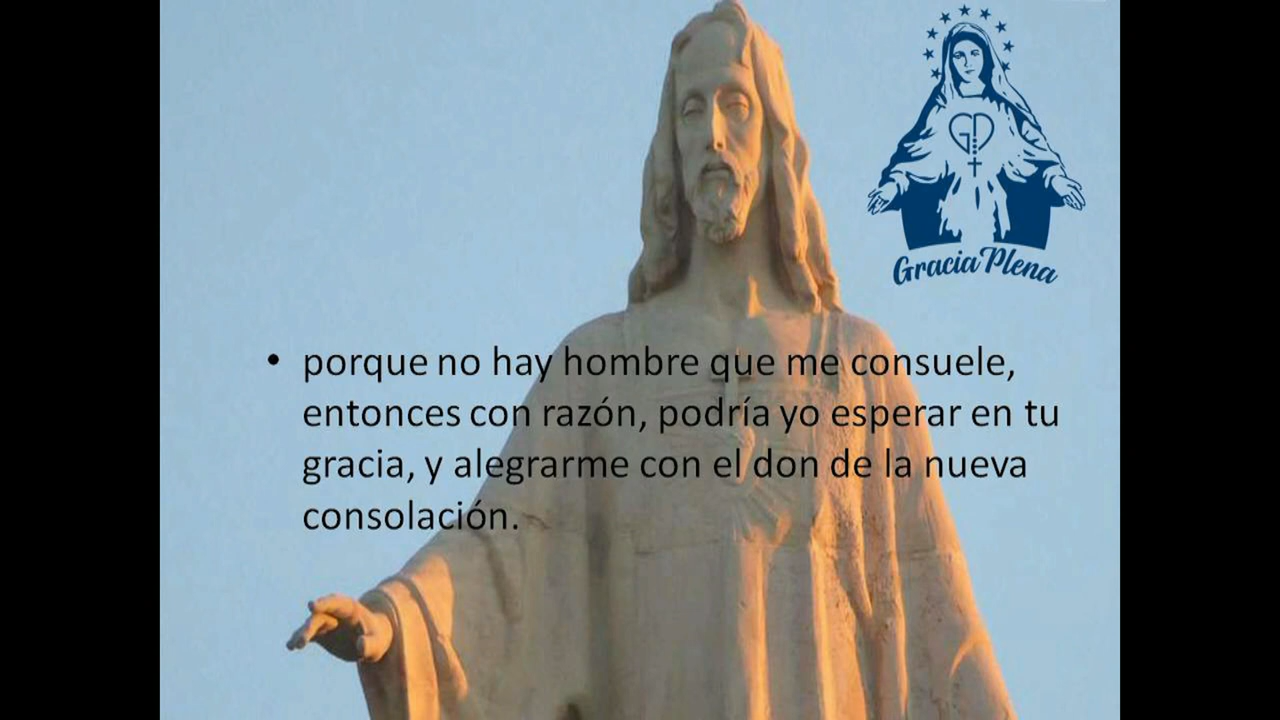 Gracia Plena
• porque no hay hombre que me consuele,
entonces con razón, podría yo esperar en tu
gracia, y alegrarme con el don de la nueva
consolación.